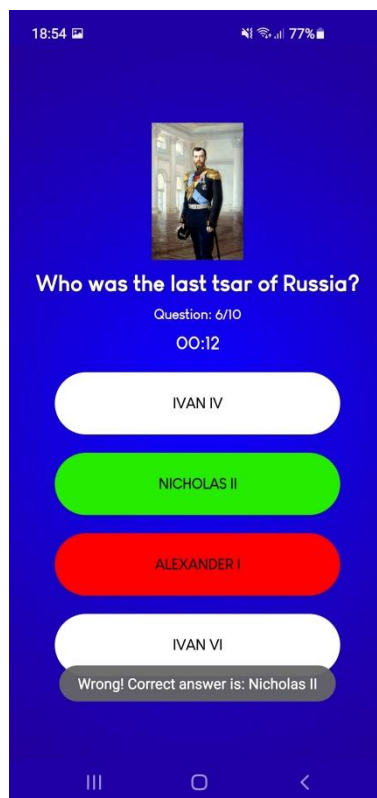 18:54 77%
Who was the last tsar of Russia?
Question: 6/10
00:12
IVAN IV
NICHOLAS II
ALEXANDER I
IVAN VI
Wrong! Correct answer is: Nicholas II